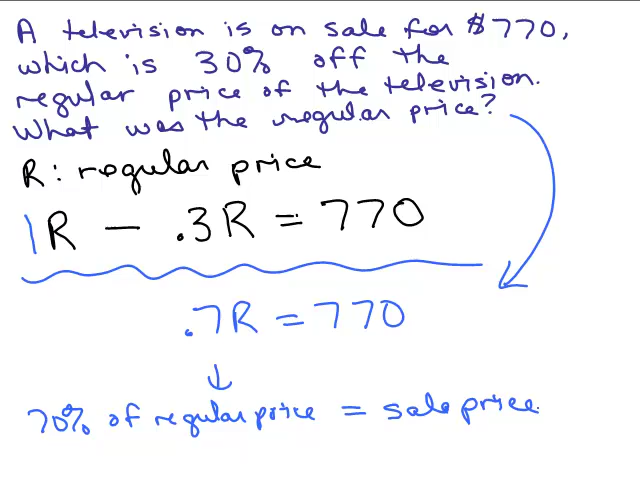 A television is on sale for $770,
which is 30% off the
regular price of the television.
What was the regular price?
R: regular price
1R - .3R = 770
.7R = 770
70% of regular price = sale price.